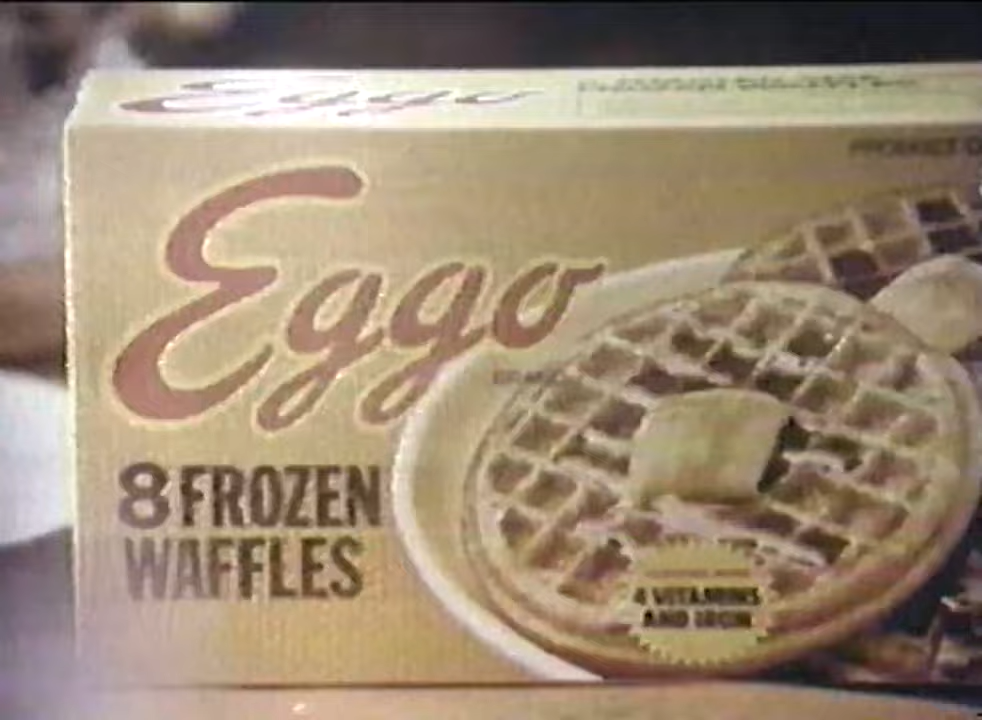 Eggo
Eggo
8 FROZEN
WAFFLES
4 VITAMINS
AND IRON